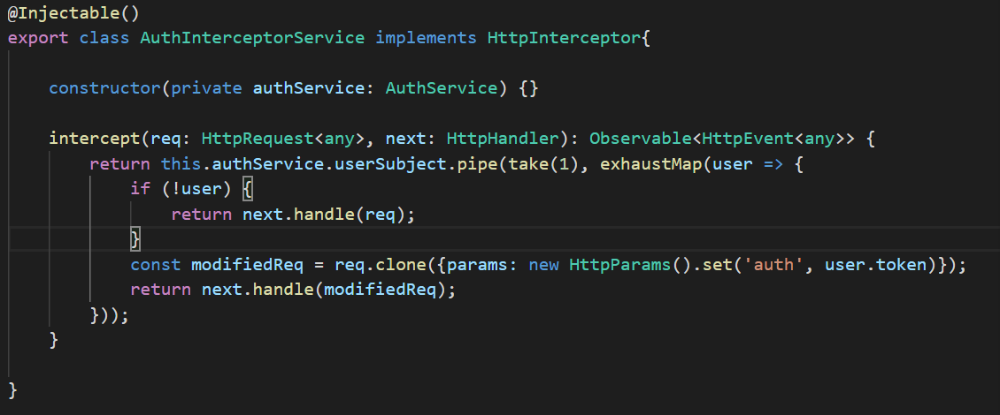 @Injectable()
export class AuthInterceptorService implements HttpInterceptor{
constructor(private authService: AuthService) {}
intercept(req: HttpRequest<any>, next: HttpHandler): Observable<HttpEvent<any>> {
return this.authService.userSubject.pipe(take(1), exhaustMap(user => {
if (!user) {
return next.handle(req);
}
const modifiedReq = req.clone({params: new HttpParams().set('auth', user.token)});
return next.handle(modifiedReq);
}));
}
}